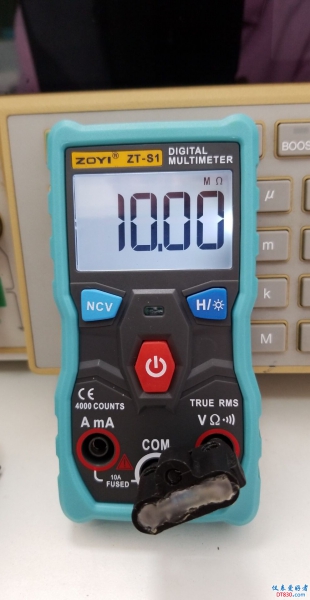 ZOYI® ZT-S1 DIGITAL MULTIMETER
MΩ
10.00
NCV
H/
CE
4000 COUNTS
TRUE RMS
A mA
VΩ
COM
10A
FUSED
BOOS
μ
m
k
M
仪表爱好者
DT830.com